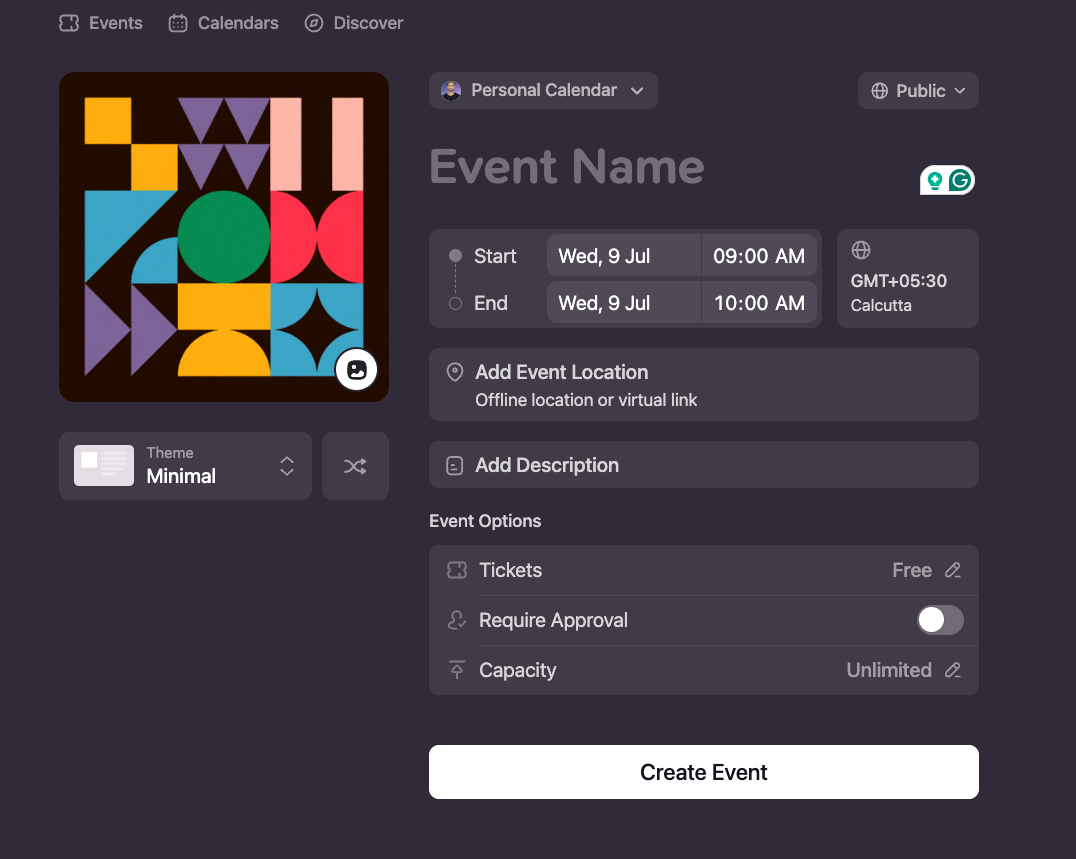 Events Calendars Discover
Personal Calendar Public
Event Name
Start Wed, 9 Jul 09:00 AM
End Wed, 9 Jul 10:00 AM
GMT+05:30
Calcutta
Add Event Location
Offline location or virtual link
Theme
Minimal
Add Description
Event Options
Tickets Free
Require Approval
Capacity Unlimited
Create Event